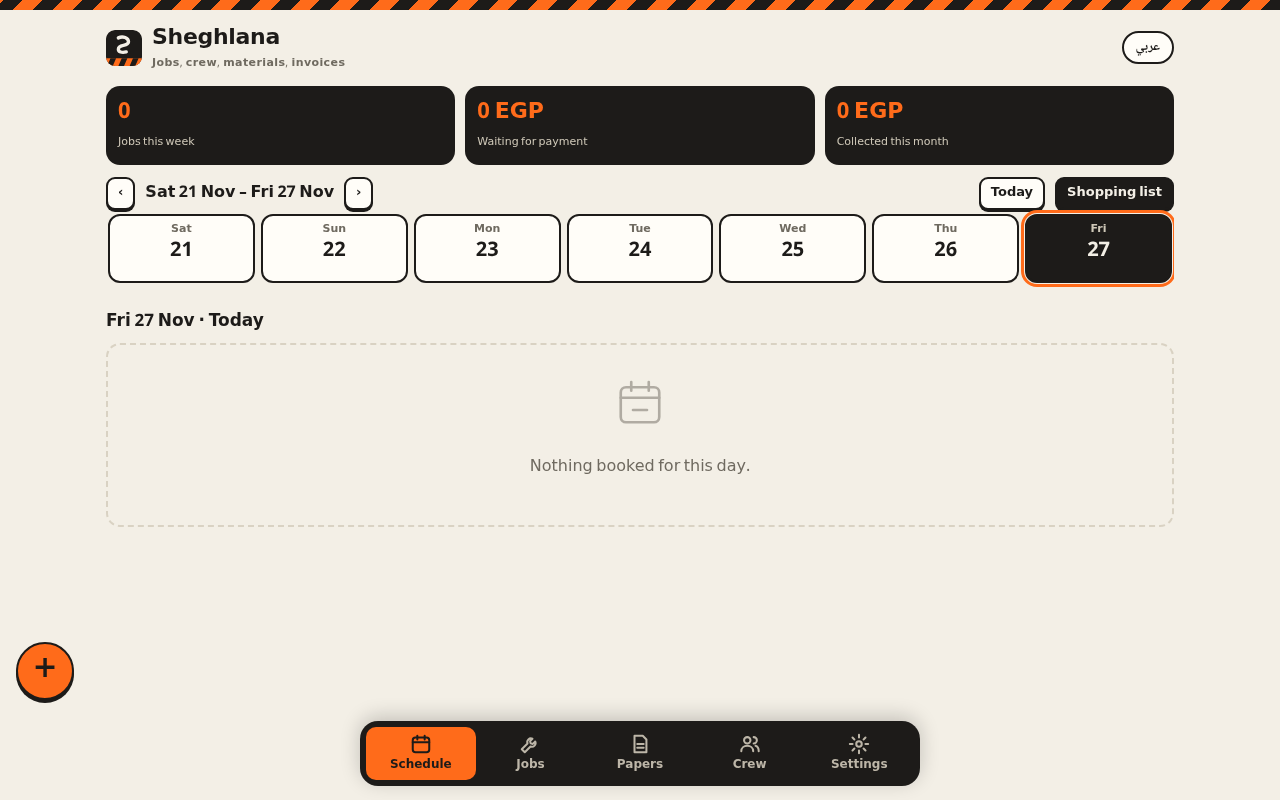 Sheghlana
Jobs, crew, materials, invoices
عربي
0
Jobs this week
0 EGP
Waiting for payment
0 EGP
Collected this month
‹ Sat 21 Nov – Fri 27 Nov ›
Today
Shopping list
Sat
21
Sun
22
Mon
23
Tue
24
Wed
25
Thu
26
Fri
27
Fri 27 Nov · Today
Nothing booked for this day.
+
Schedule
Jobs
Papers
Crew
Settings